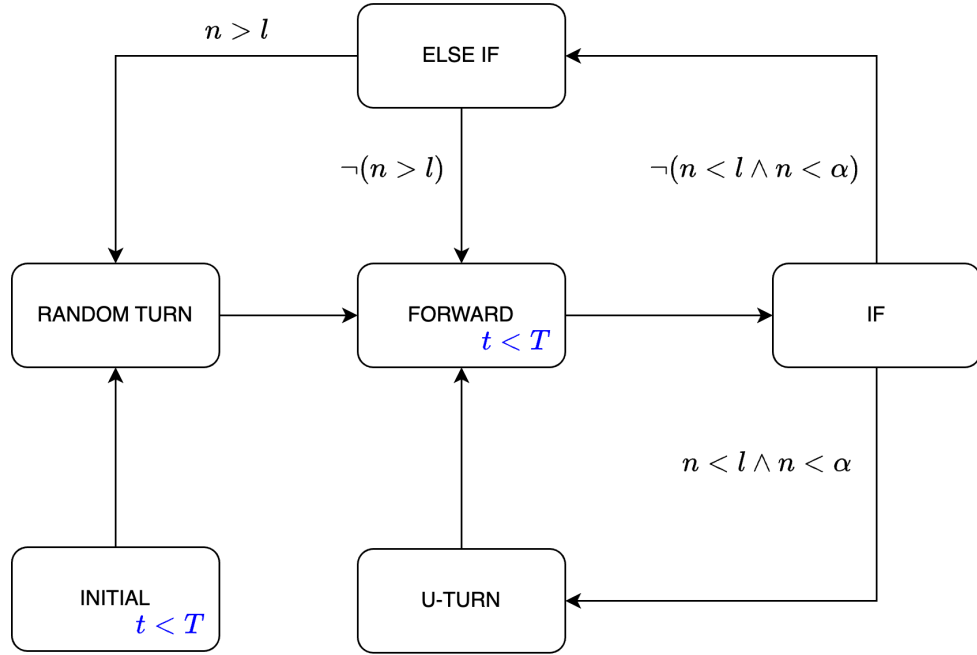 n > l
ELSE IF
¬(n > l)
¬(n < l ∧ n < α)
RANDOM TURN
FORWARD
t < T
IF
n < l ∧ n < α
INITIAL
t < T
U-TURN